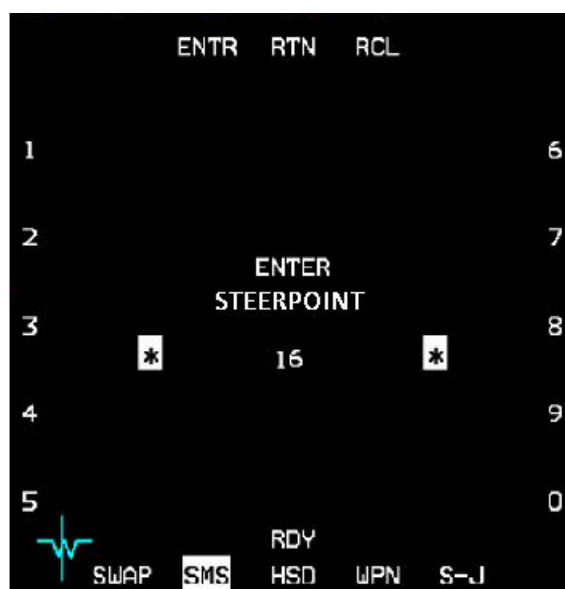 ENTR RTN RCL
1 6
2 7
ENTER
STEERPOINT
3 8
* 16 *
4 9
5 0
RDY
SWAP SMS HSD WPN S-J